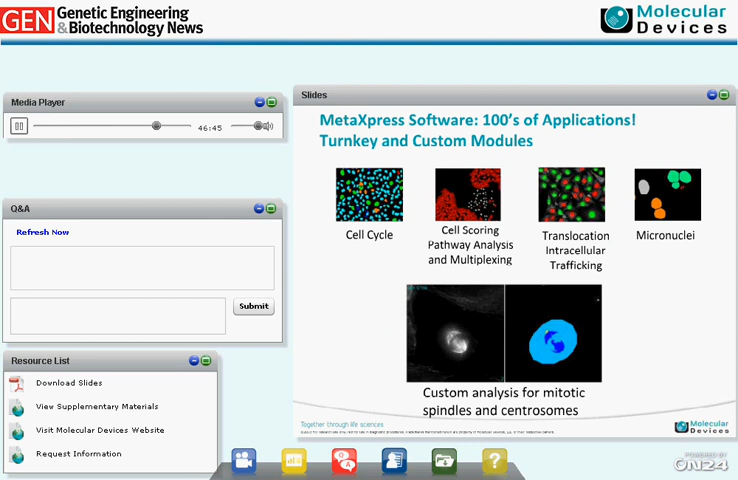 GEN Genetic Engineering
& Biotechnology News
Molecular
Devices
Media Player
46:45
Q&A
Refresh Now
Submit
Resource List
Download Slides
View Supplementary Materials
Visit Molecular Devices Website
Request Information
Slides
MetaXpress Software: 100's of Applications!
Turnkey and Custom Modules
Cell Cycle
Cell Scoring
Pathway Analysis
and Multiplexing
Translocation
Intracellular
Trafficking
Micronuclei
Custom analysis for mitotic
spindles and centrosomes
Together through life sciences
Molecular
Devices
Q
A
?
POWERED BY
ON24